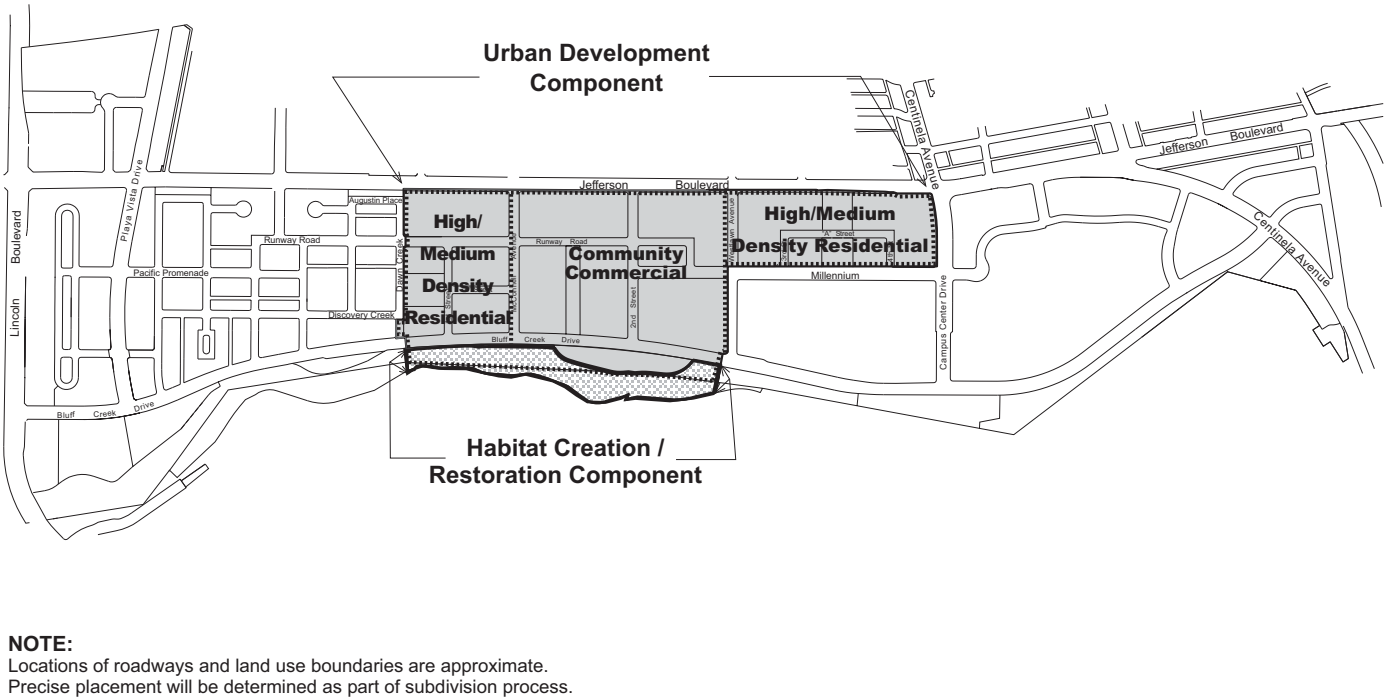 Urban Development
Component
Centinela Avenue
Jefferson Boulevard
Playa Vista Drive
Jefferson Boulevard
Augustin Place
High/
Medium
Density
Residential
High/Medium
Density Residential
"A" Street
Runway Road
Runway Road
Community
Commercial
Centinela Avenue
Lincoln Boulevard
Pacific Promenade
Dawn Creek
Millennium
Street
2nd Street
Avenue
Campus Center Drive
Discovery Creek
Bluff Creek Drive
Bluff Creek Drive
Habitat Creation /
Restoration Component
NOTE:
Locations of roadways and land use boundaries are approximate.
Precise placement will be determined as part of subdivision process.